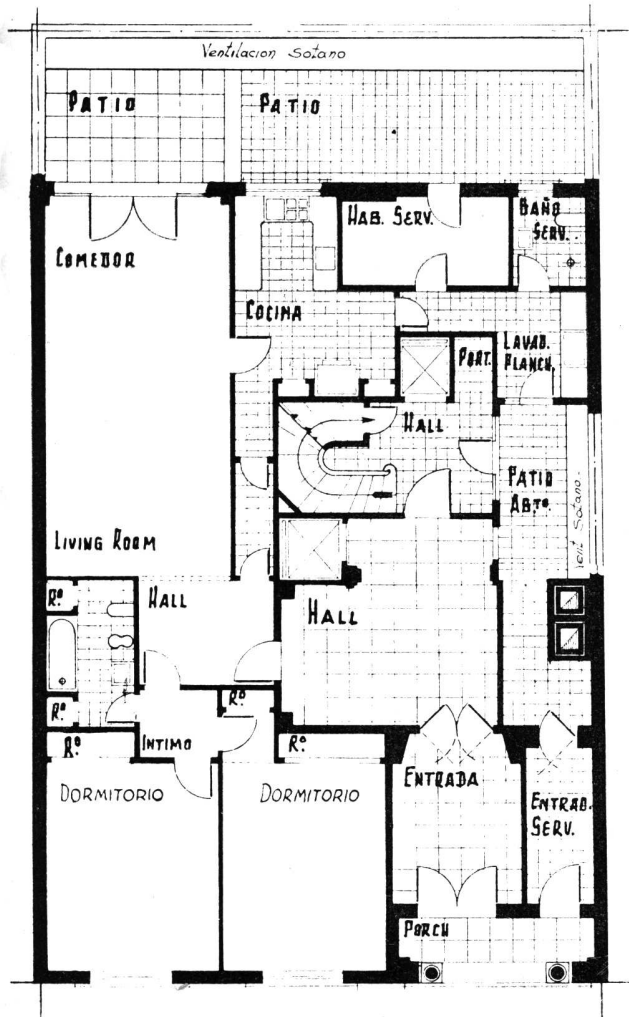 Ventilacion Sotano
PATIO
PATIO
HAB. SERV.
BAÑO
SERV.
COMEDOR
COCINA
LAVAD.
PLANCH.
PORT.
HALL
PATIO
ABTº.
Vent. Sotano.
LIVING ROOM
Rº
HALL
HALL
Rº
Rº
Rº
INTIMO
Rº
DORMITORIO
DORMITORIO
ENTRADA
ENTRAD.
SERV.
PORCH